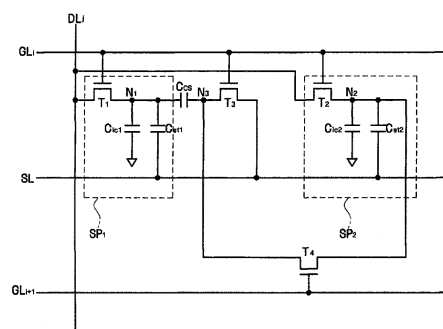 DLi
GLi
T1 N1 CCS N3 T3 T2 N2
Clc1 Cst1 Clc2 Cst2
SL
SP1 SP2
T4
GLi+1